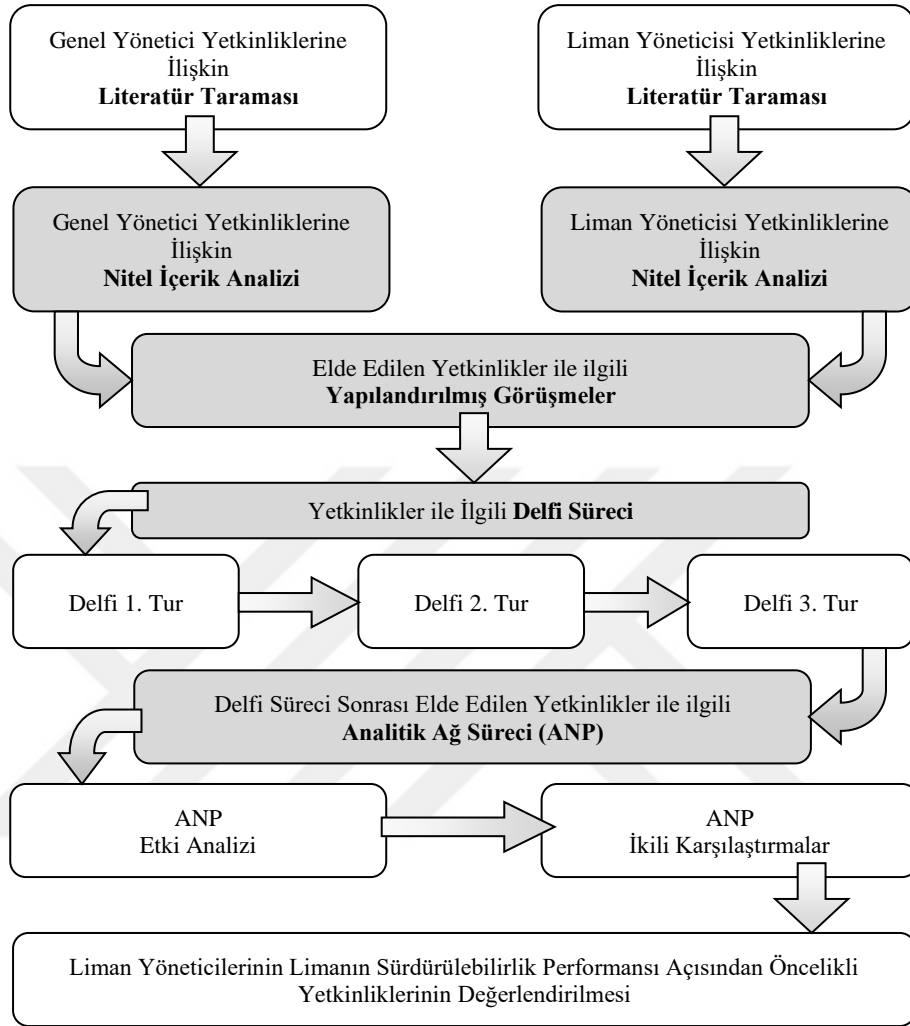 Genel Yönetici Yetkinliklerine
İlişkin
Literatür Taraması
Liman Yöneticisi Yetkinliklerine
İlişkin
Literatür Taraması
Genel Yönetici Yetkinliklerine
İlişkin
Nitel İçerik Analizi
Liman Yöneticisi Yetkinliklerine
İlişkin
Nitel İçerik Analizi
Elde Edilen Yetkinlikler ile ilgili
Yapılandırılmış Görüşmeler
Yetkinlikler ile İlgili Delfi Süreci
Delfi 1. Tur
Delfi 2. Tur
Delfi 3. Tur
Delfi Süreci Sonrası Elde Edilen Yetkinlikler ile ilgili
Analitik Ağ Süreci (ANP)
ANP
Etki Analizi
ANP
İkili Karşılaştırmalar
Liman Yöneticilerinin Limanın Sürdürülebilirlik Performansı Açısından Öncelikli
Yetkinliklerinin Değerlendirilmesi